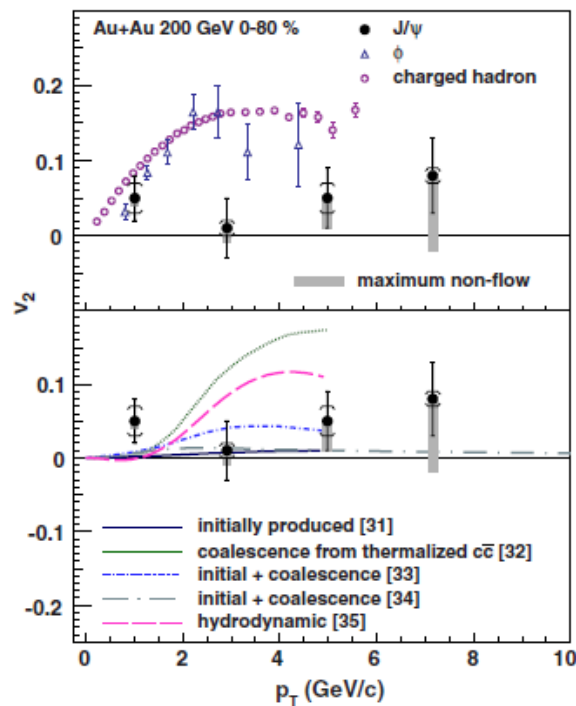 Au+Au 200 GeV 0-80 %
J/ψ
ϕ
charged hadron
0.2
0.1
0
maximum non-flow
v2
0.1
0
-0.1
-0.2
initially produced [31]
coalescence from thermalized cc̅ [32]
initial + coalescence [33]
initial + coalescence [34]
hydrodynamic [35]
0 2 4 6 8 10
pT (GeV/c)